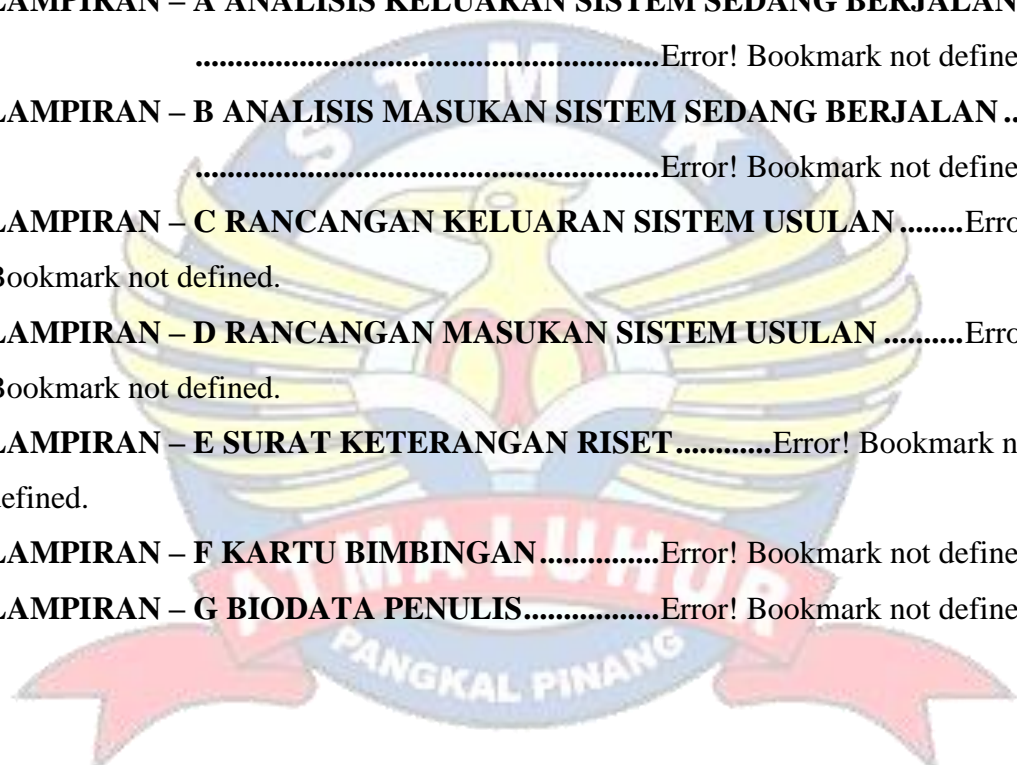 LAMPIRAN – A ANALISIS KELUARAN SISTEM SEDANG BERJALAN
..........................................................Error! Bookmark not define
LAMPIRAN – B ANALISIS MASUKAN SISTEM SEDANG BERJALAN ..
..........................................................Error! Bookmark not define
LAMPIRAN – C RANCANGAN KELUARAN SISTEM USULAN ........Erro
Bookmark not defined.
LAMPIRAN – D RANCANGAN MASUKAN SISTEM USULAN ..........Erro
Bookmark not defined.
LAMPIRAN – E SURAT KETERANGAN RISET............Error! Bookmark n
defined.
LAMPIRAN – F KARTU BIMBINGAN...............Error! Bookmark not define
LAMPIRAN – G BIODATA PENULIS.................Error! Bookmark not define
STMIK
ATMA LUHUR
PANGKAL PINANG